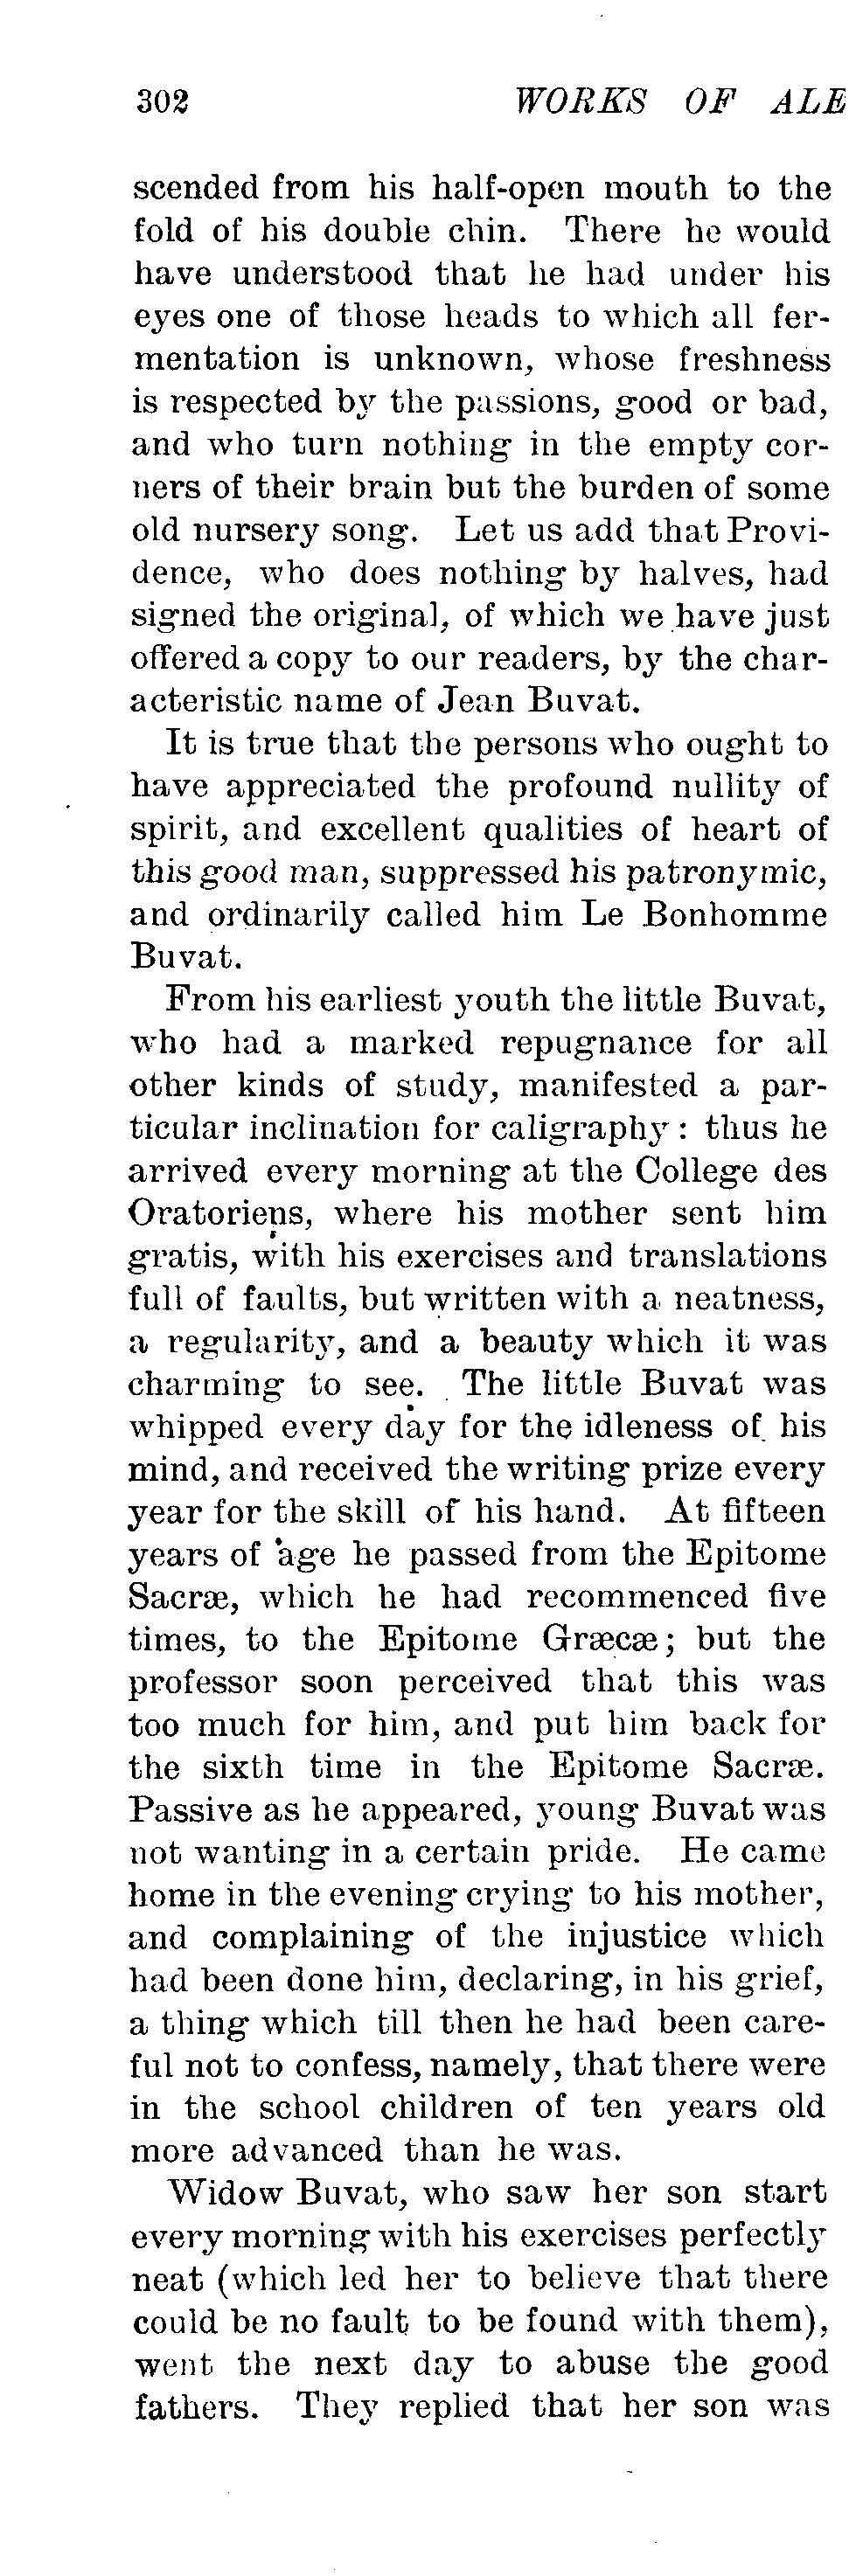 302 WORKS OF ALE
scended from his half-open mouth to the
fold of his double chin. There he would
have understood that he had under his
eyes one of those heads to which all fer-
mentation is unknown, whose freshness
is respected by the passions, good or bad,
and who turn nothing in the empty cor-
ners of their brain but the burden of some
old nursery song. Let us add that Provi-
dence, who does nothing by halves, had
signed the original, of which we have just
offered a copy to our readers, by the char-
acteristic name of Jean Buvat.
It is true that the persons who ought to
have appreciated the profound nullity of
spirit, and excellent qualities of heart of
this good man, suppressed his patronymic,
and ordinarily called him Le Bonhomme
Buvat.
From his earliest youth the little Buvat,
who had a marked repugnance for all
other kinds of study, manifested a par-
ticular inclination for caligraphy: thus he
arrived every morning at the College des
Oratoriens, where his mother sent him
gratis, with his exercises and translations
full of faults, but written with a neatness,
a regularity, and a beauty which it was
charming to see. The little Buvat was
whipped every day for the idleness of his
mind, and received the writing prize every
year for the skill of his hand. At fifteen
years of age he passed from the Epitome
Sacræ, which he had recommenced five
times, to the Epitome Græcæ; but the
professor soon perceived that this was
too much for him, and put him back for
the sixth time in the Epitome Sacræ.
Passive as he appeared, young Buvat was
not wanting in a certain pride. He came
home in the evening crying to his mother,
and complaining of the injustice which
had been done him, declaring, in his grief,
a thing which till then he had been care-
ful not to confess, namely, that there were
in the school children of ten years old
more advanced than he was.
Widow Buvat, who saw her son start
every morning with his exercises perfectly
neat (which led her to believe that there
could be no fault to be found with them),
went the next day to abuse the good
fathers. They replied that her son was